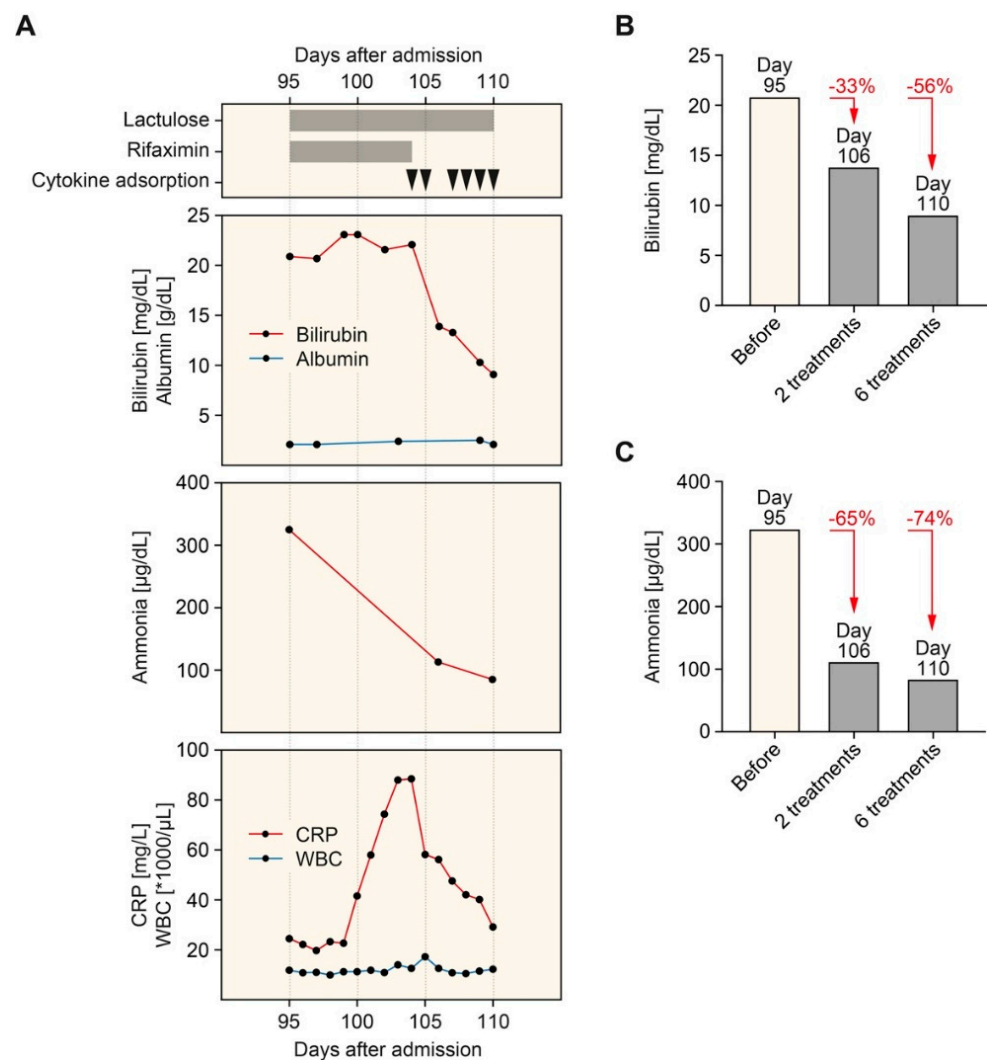 A
Days after admission
95 100 105 110
Lactulose
Rifaximin
Cytokine adsorption
25
20
15
10
5
Bilirubin [mg/dL]
Albumin [g/dL]
Bilirubin
Albumin
400
300
200
100
Ammonia [µg/dL]
100
80
60
40
20
CRP [mg/L]
WBC [*1000/µL]
CRP
WBC
95 100 105 110
Days after admission
B
25
20
15
10
5
0
Bilirubin [mg/dL]
Day
95
-33%
Day
106
-56%
Day
110
Before
2 treatments
6 treatments
C
400
300
200
100
0
Ammonia [µg/dL]
Day
95
-65%
Day
106
-74%
Day
110
Before
2 treatments
6 treatments